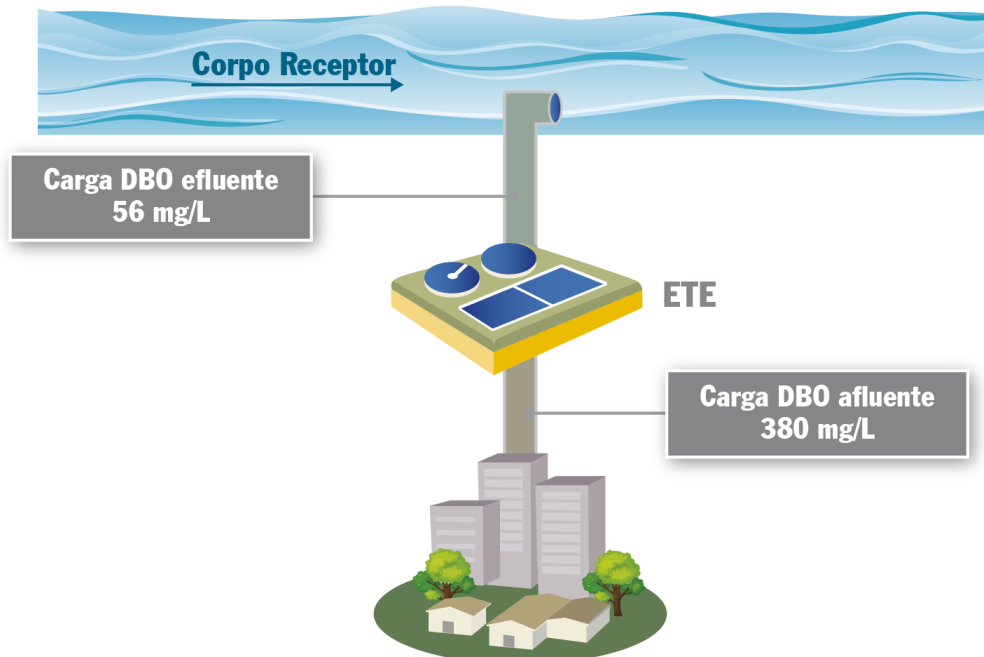 Corpo Receptor
Carga DBO efluente
56 mg/L
ETE
Carga DBO afluente
380 mg/L